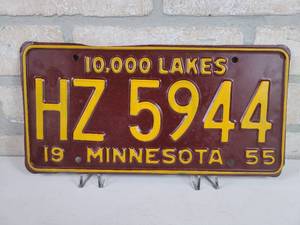 10,000 LAKES
HZ 5944
19 MINNESOTA 55